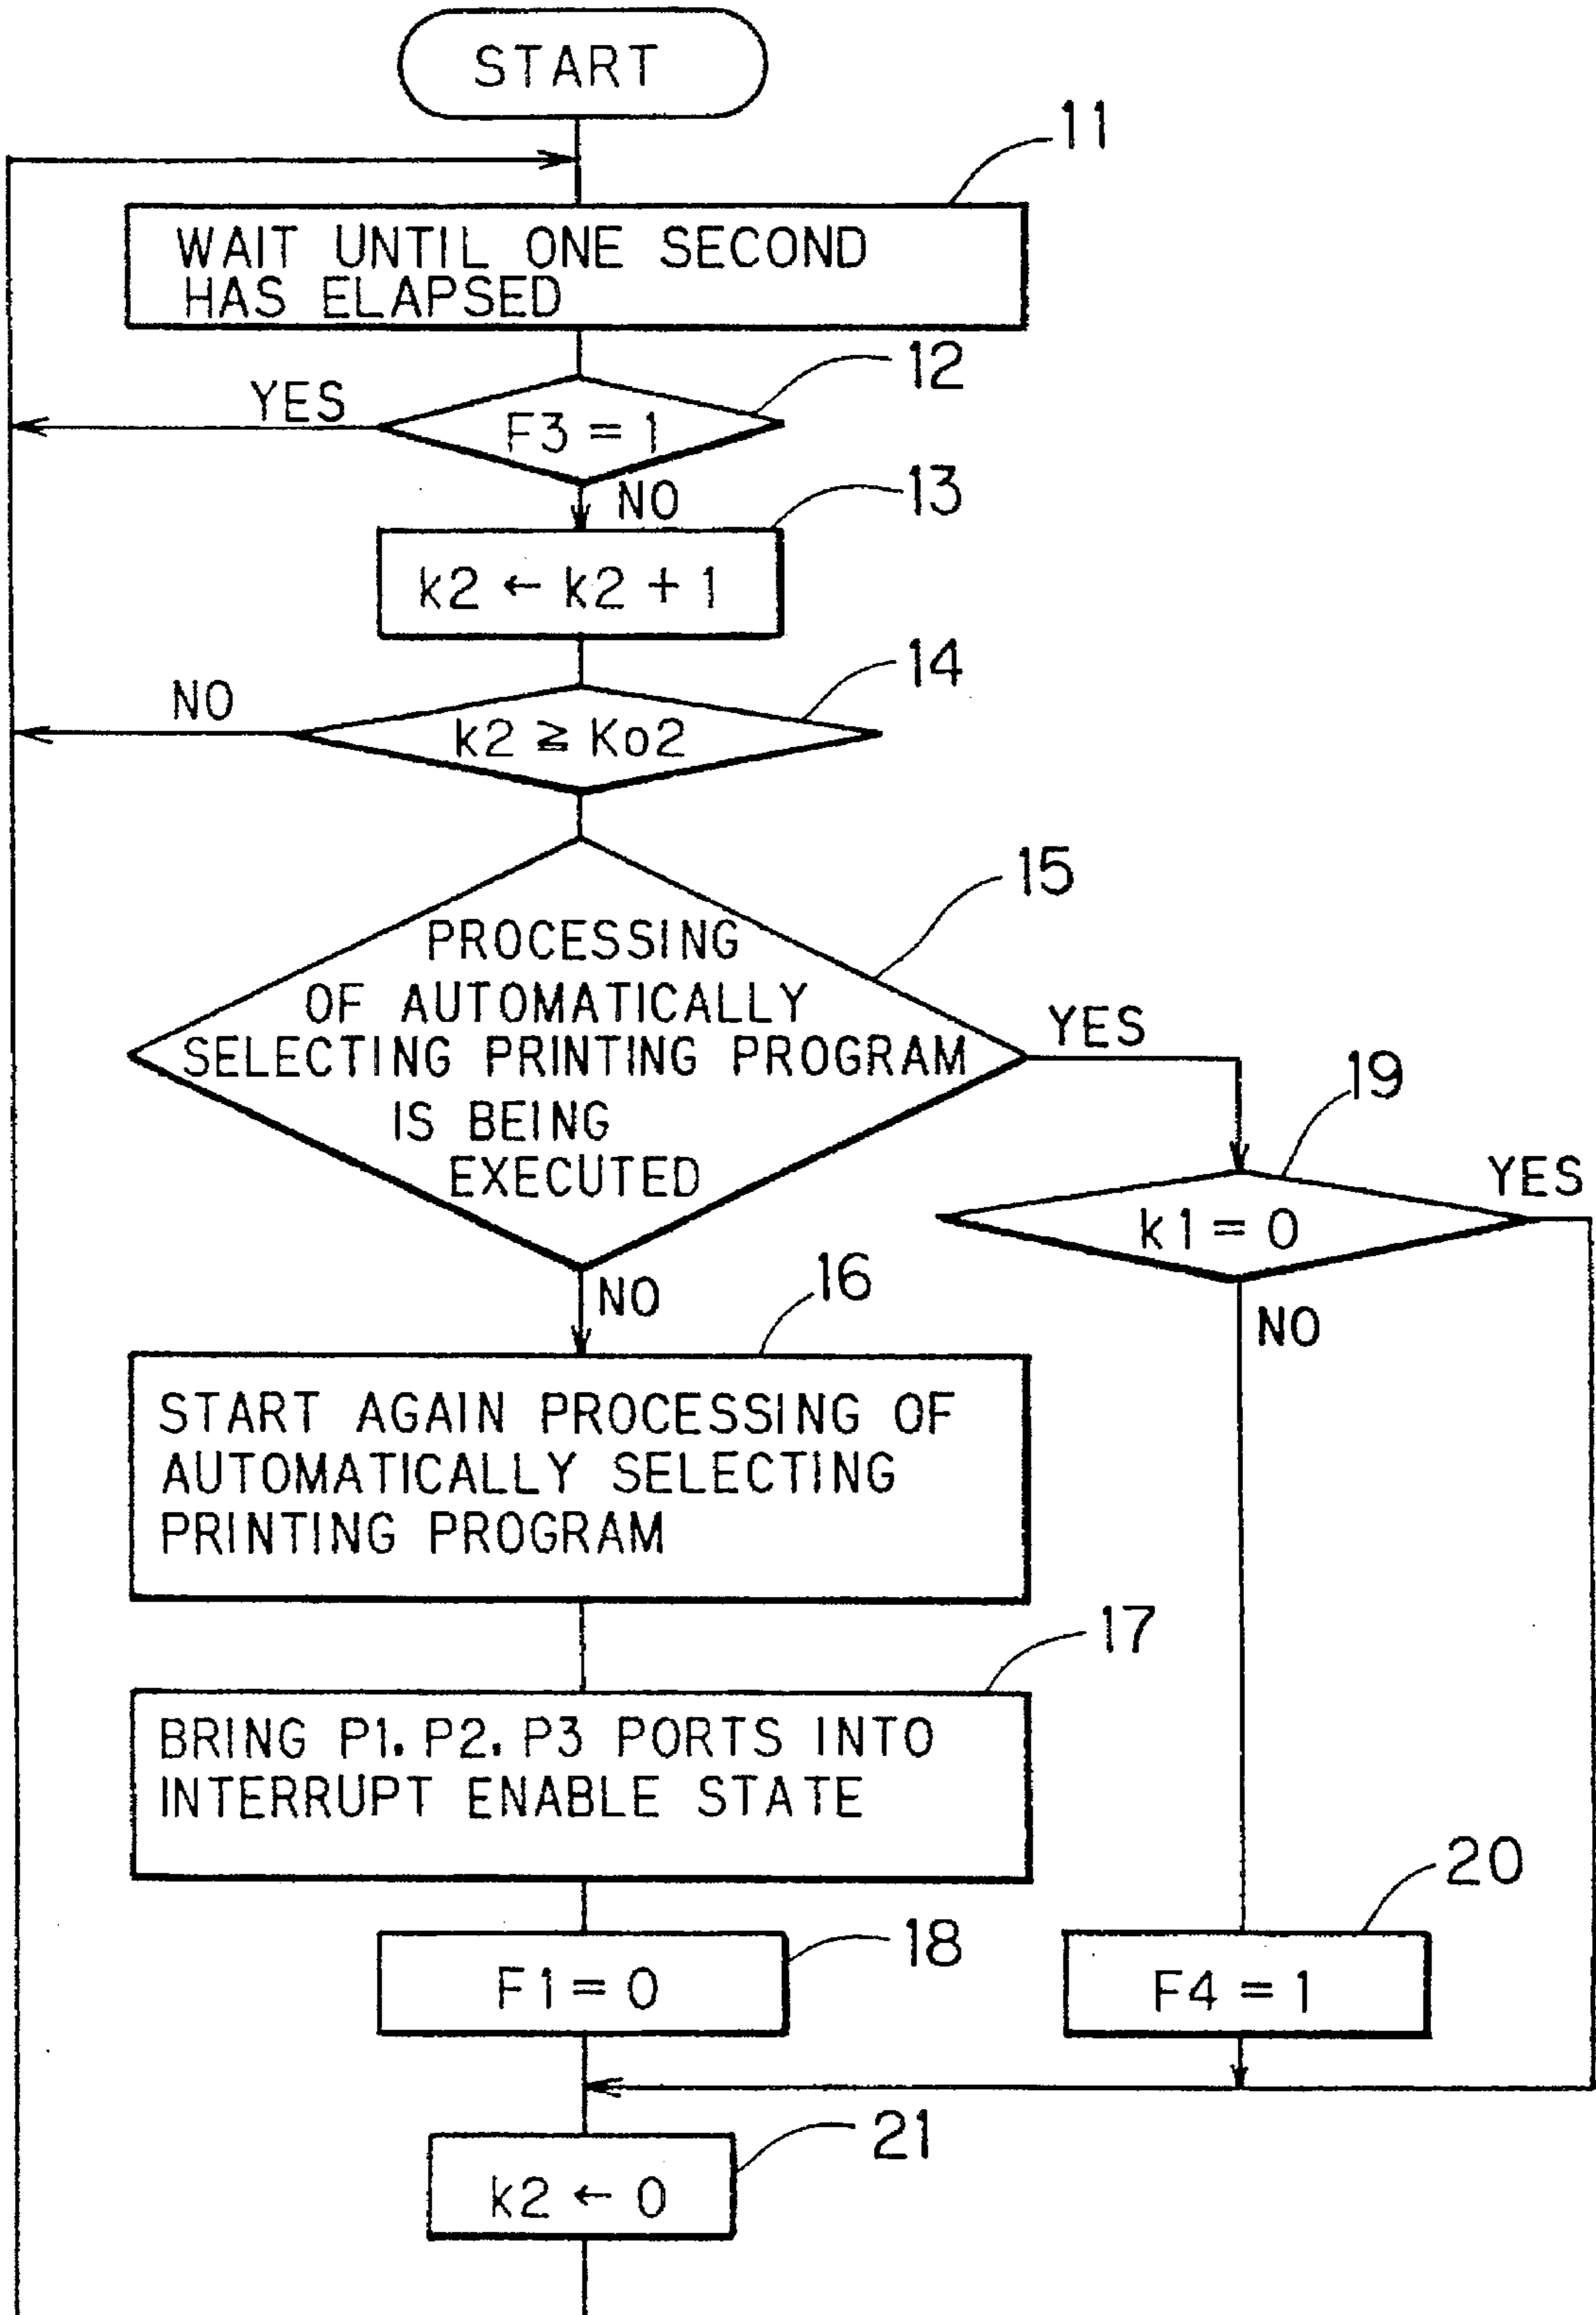 START
11
WAIT UNTIL ONE SECOND
HAS ELAPSED
12
YES
F3 = 1
NO
13
k2 ← k2 + 1
14
NO
k2 ≧ Ko2
15
PROCESSING
OF AUTOMATICALLY
SELECTING PRINTING PROGRAM
IS BEING
EXECUTED
YES
19
YES
k1 = 0
NO
16
NO
START AGAIN PROCESSING OF
AUTOMATICALLY SELECTING
PRINTING PROGRAM
17
BRING P1. P2. P3 PORTS INTO
INTERRUPT ENABLE STATE
18
F1 = 0
20
F4 = 1
21
k2 ← 0